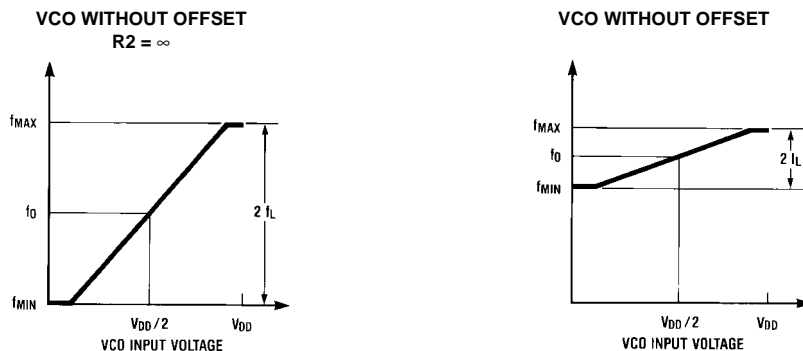 VCO WITHOUT OFFSET
R2 = ∞
fMAX
f0
fMIN
2 fL
VDD/2
VDD
VCO INPUT VOLTAGE
VCO WITHOUT OFFSET
fMAX
f0
fMIN
2 fL
VDD/2
VDD
VCO INPUT VOLTAGE